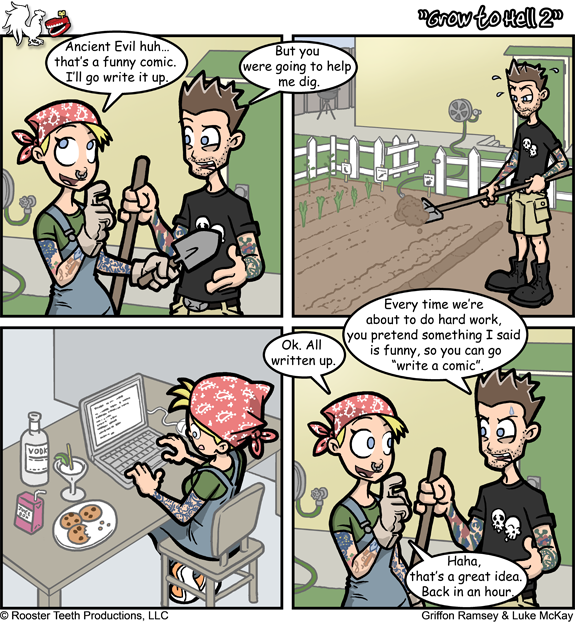 "Grow to Hell 2"
Ancient Evil huh...
that's a funny comic.
I'll go write it up.
But you
were going to help
me dig.
VODK
Ok. All
written up.
Every time we're
about to do hard work,
you pretend something I said
is funny, so you can go
"write a comic".
Haha,
that's a great idea.
Back in an hour.
© Rooster Teeth Productions, LLC
Griffon Ramsey & Luke McKay